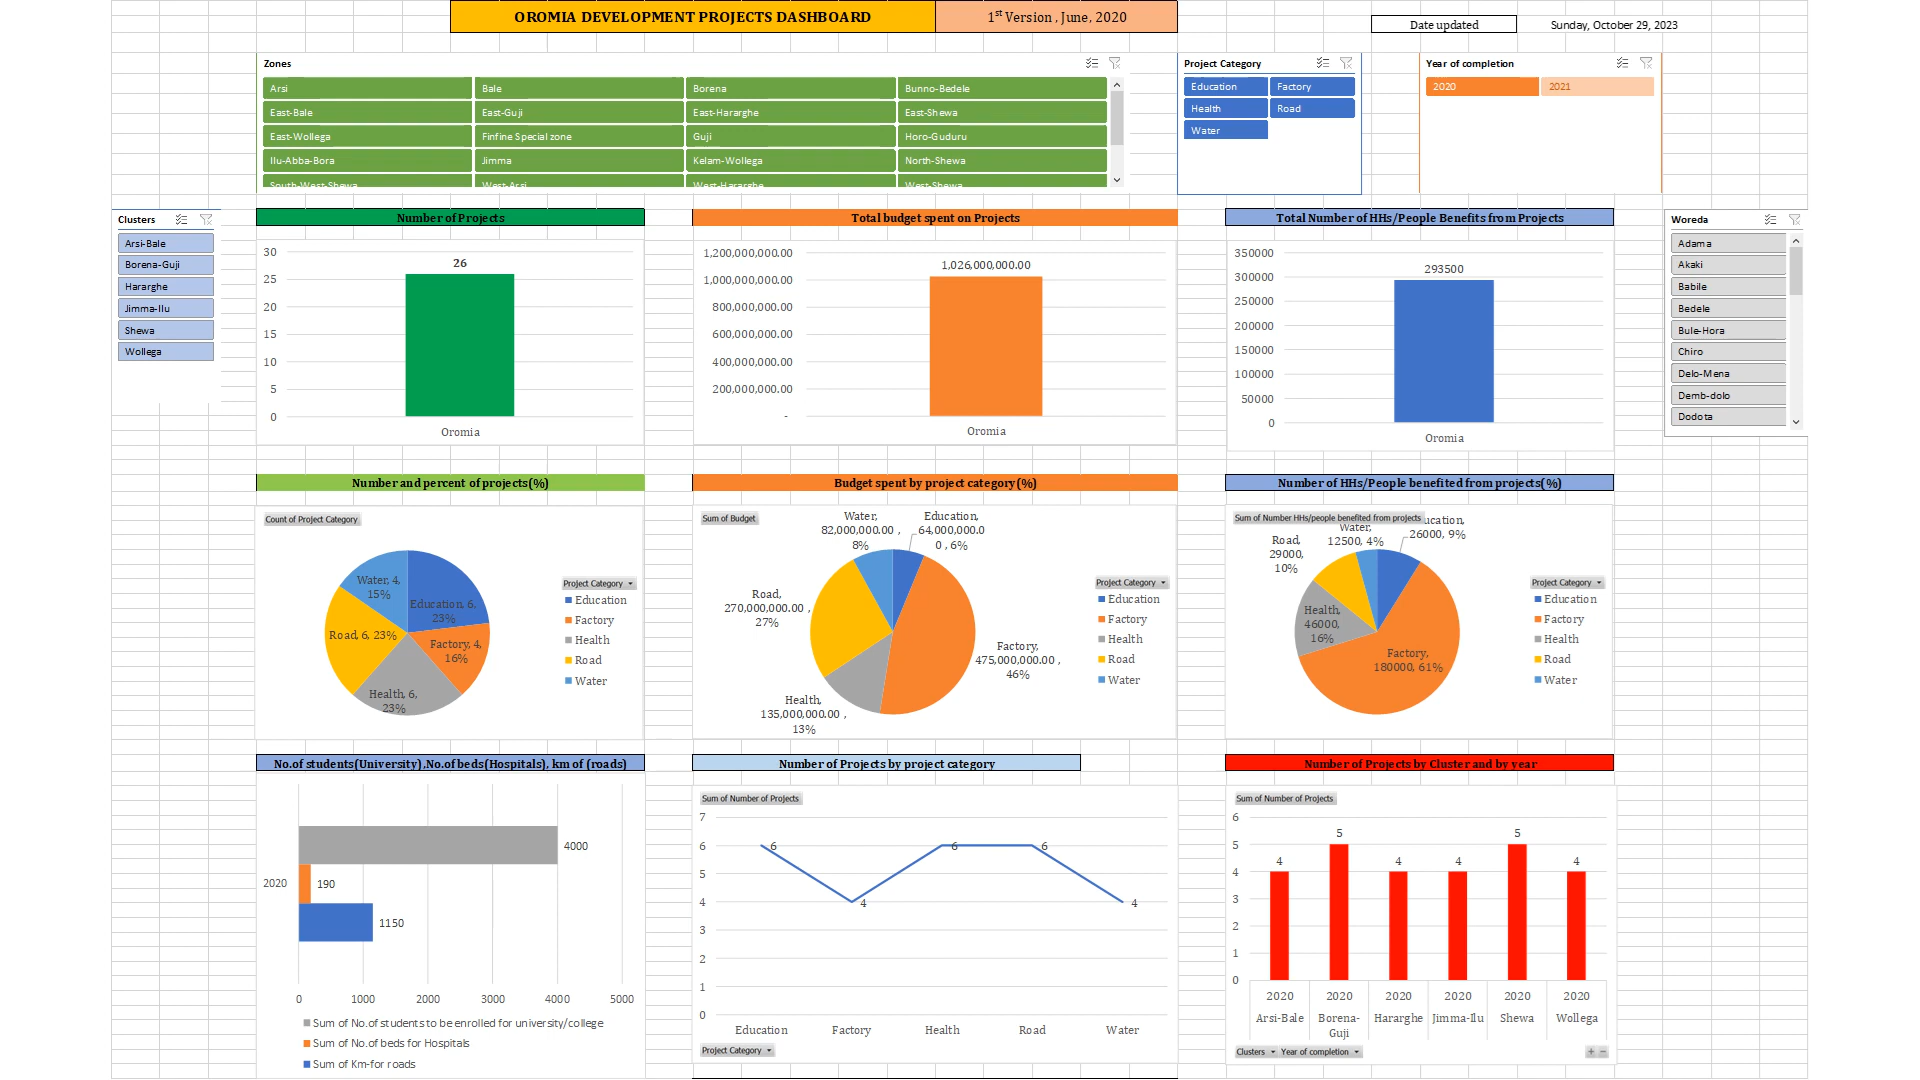 OROMIA DEVELOPMENT PROJECTS DASHBOARD
1st Version , June, 2020
Date updated
Sunday, October 29, 2023
Zones
Arsi
Bale
Borena
Bunno-Bedele
East-Bale
East-Guji
East-Hararghe
East-Shewa
East-Wollega
Finfine Special zone
Guji
Horo-Guduru
Ilu-Abba-Bora
Jimma
Kelam-Wollega
North-Shewa
South-West-Shewa
West-Arsi
West-Hararghe
West-Shewa
Project Category
Education
Factory
Health
Road
Water
Year of completion
2020
2021
Clusters
Arsi-Bale
Borena-Guji
Hararghe
Jimma-Ilu
Shewa
Wollega
Number of Projects
30
25
20
15
10
5
0
26
Oromia
Total budget spent on Projects
1,200,000,000.00
1,000,000,000.00
800,000,000.00
600,000,000.00
400,000,000.00
200,000,000.00
-
1,026,000,000.00
Oromia
Total Number of HHs/People Benefits from Projects
350000
300000
250000
200000
150000
100000
50000
0
293500
Oromia
Woreda
Adama
Akaki
Babile
Bedele
Bule-Hora
Chiro
Delo-Mena
Demb-dolo
Dodota
Number and percent of projects(%)
Count of Project Category
Water, 4,
15%
Education, 6,
23%
Road, 6, 23%
Factory, 4,
16%
Health, 6,
23%
Project Category
Education
Factory
Health
Road
Water
Budget spent by project category(%)
Sum of Budget
Water,
82,000,000.00 ,
8%
Education,
64,000,000.0
0 , 6%
Road,
270,000,000.00 ,
27%
Factory,
475,000,000.00 ,
46%
Health,
135,000,000.00 ,
13%
Project Category
Education
Factory
Health
Road
Water
Number of HHs/People benefited from projects(%)
Sum of Number HHs/people benefited from projects
Water,
12500, 4%
ucation,
26000, 9%
Road,
29000,
10%
Health,
46000,
16%
Factory,
180000, 61%
Project Category
Education
Factory
Health
Road
Water
No.of students(University),No.of beds(Hospitals), km of (roads)
4000
2020
190
1150
0
1000
2000
3000
4000
5000
Sum of No.of students to be enrolled for university/college
Sum of No.of beds for Hospitals
Sum of Km-for roads
Number of Projects by project category
Sum of Number of Projects
7
6
5
4
3
2
1
0
6
4
6
6
4
Education
Factory
Health
Road
Water
Project Category
Number of Projects by Cluster and by year
Sum of Number of Projects
6
5
4
3
2
1
0
4
5
4
4
5
4
2020
2020
2020
2020
2020
2020
Arsi-Bale
Borena-
Guji
Hararghe
Jimma-Ilu
Shewa
Wollega
Clusters
Year of completion